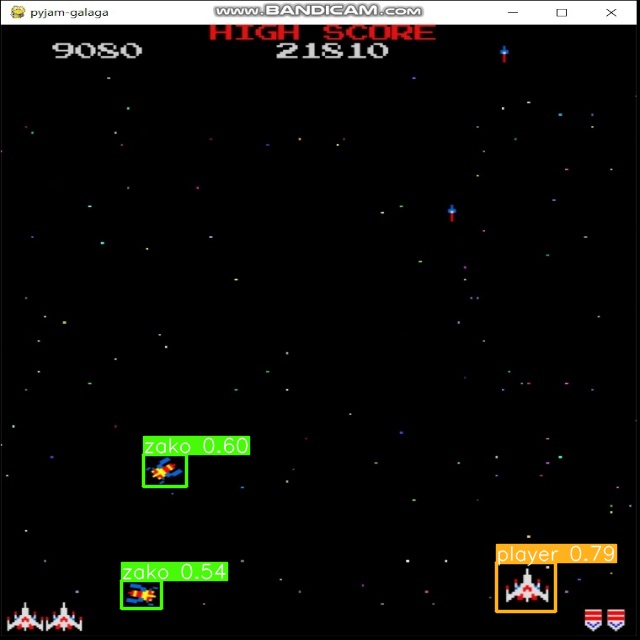 pyjam-galaga
www.BANDICAM.com
HIGH SCORE
9080
21810
zako 0.60
zako 0.54
player 0.79